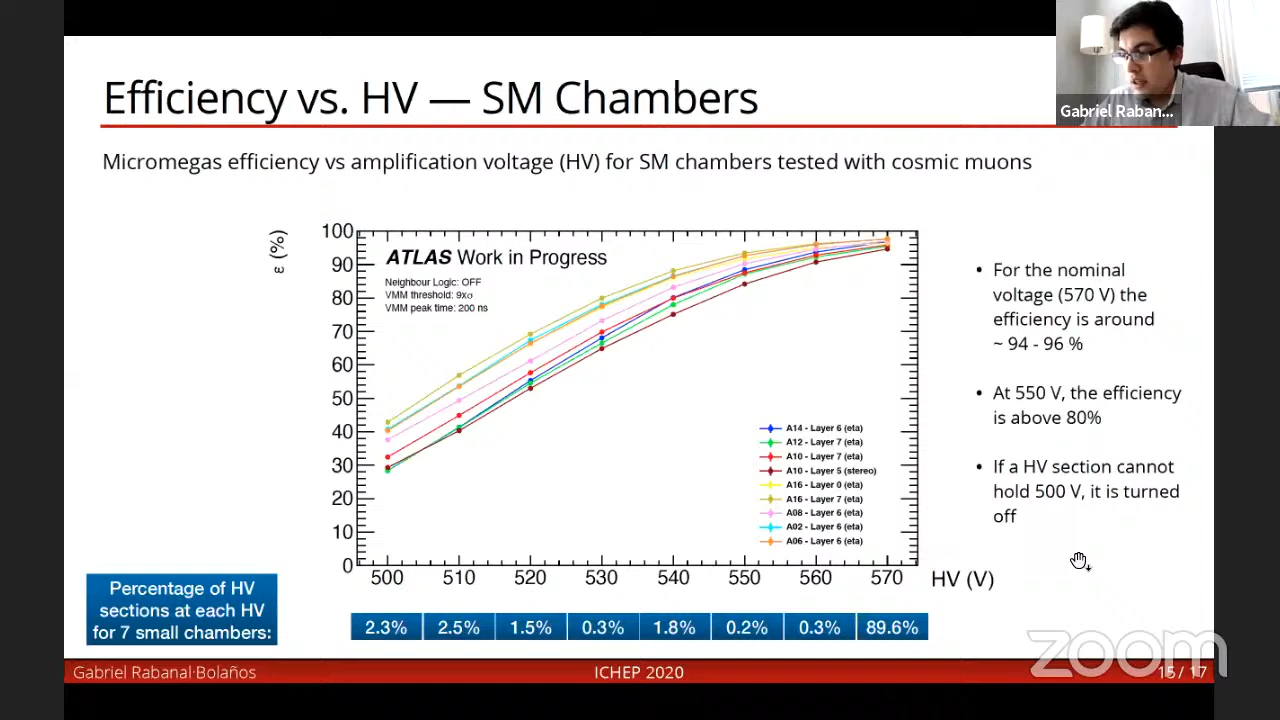 Efficiency vs. HV — SM Chambers
Gabriel Raban...
Micromegas efficiency vs amplification voltage (HV) for SM chambers tested with cosmic muons
ε (%)
100
90
80
70
60
50
40
30
20
10
0
ATLAS Work in Progress
Neighbour Logic: OFF
VMM threshold: 9xσ
VMM peak time: 200 ns
A14 - Layer 6 (eta)
A12 - Layer 7 (eta)
A10 - Layer 7 (eta)
A10 - Layer 5 (stereo)
A16 - Layer 0 (eta)
A16 - Layer 7 (eta)
A08 - Layer 6 (eta)
A02 - Layer 6 (eta)
A06 - Layer 6 (eta)
500 510 520 530 540 550 560 570
HV (V)
• For the nominal
voltage (570 V) the
efficiency is around
~ 94 - 96 %
• At 550 V, the efficiency
is above 80%
• If a HV section cannot
hold 500 V, it is turned
off
Percentage of HV
sections at each HV
for 7 small chambers:
2.3% 2.5% 1.5% 0.3% 1.8% 0.2% 0.3% 89.6%
zoom
Gabriel Rabanal·Bolaños
ICHEP 2020
15 / 17